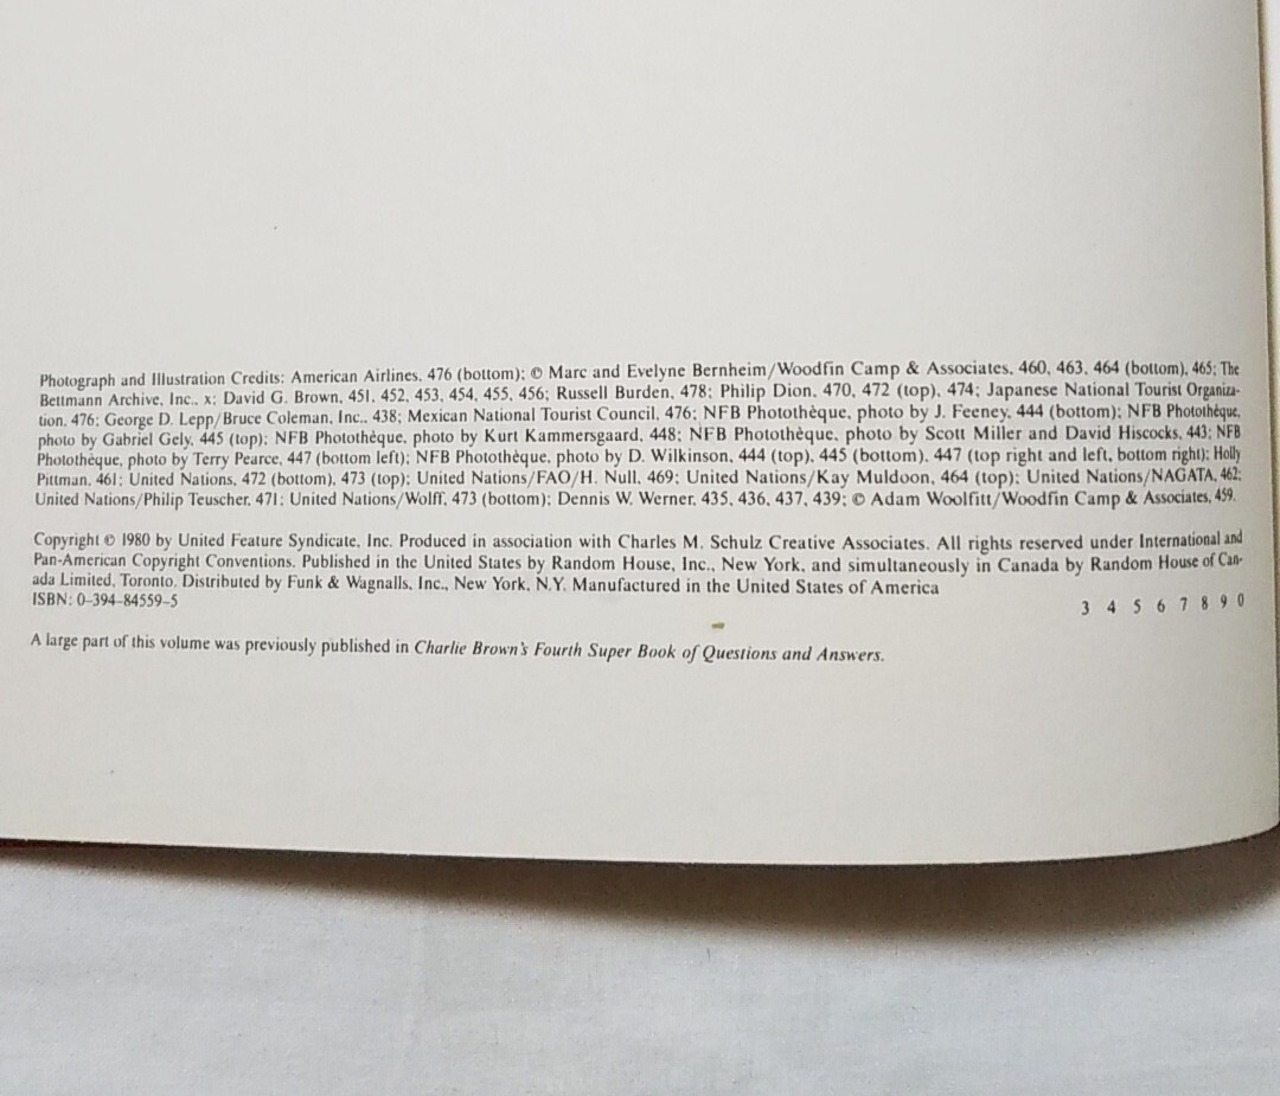 Photograph and Illustration Credits: American Airlines, 476 (bottom); © Marc and Evelyne Bernheim/Woodfin Camp & Associates, 460, 463, 464 (bottom), 465; The
Bettmann Archive, Inc., x; David G. Brown, 451, 452, 453, 454, 455, 456; Russell Burden, 478; Philip Dion, 470, 472 (top), 474; Japanese National Tourist Organiza-
tion, 476; George D. Lepp/Bruce Coleman, Inc., 438; Mexican National Tourist Council, 476; NFB Photothèque, photo by J. Feeney, 444 (bottom); NFB Photothèque,
photo by Gabriel Gely, 445 (top); NFB Photothèque, photo by Kurt Kammersgaard, 448; NFB Photothèque, photo by Scott Miller and David Hiscocks, 443; NFB
Photothèque, photo by Terry Pearce, 447 (bottom left); NFB Photothèque, photo by D. Wilkinson, 444 (top), 445 (bottom), 447 (top right and left, bottom right); Holly
Pittman, 461; United Nations, 472 (bottom), 473 (top); United Nations/FAO/H. Null, 469; United Nations/Kay Muldoon, 464 (top); United Nations/NAGATA, 462;
United Nations/Philip Teuscher, 471; United Nations/Wolff, 473 (bottom); Dennis W. Werner, 435, 436, 437, 439; © Adam Woolfitt/Woodfin Camp & Associates, 459.
Copyright © 1980 by United Feature Syndicate, Inc. Produced in association with Charles M. Schulz Creative Associates. All rights reserved under International and
Pan-American Copyright Conventions. Published in the United States by Random House, Inc., New York, and simultaneously in Canada by Random House of Can-
ada Limited, Toronto. Distributed by Funk & Wagnalls, Inc., New York, N.Y. Manufactured in the United States of America
ISBN: 0-394-84559-5 3 4 5 6 7 8 9 0
A large part of this volume was previously published in Charlie Brown's Fourth Super Book of Questions and Answers.